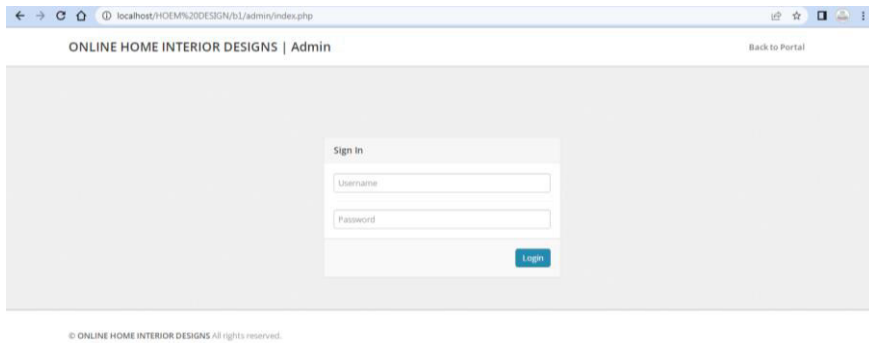 localhost/HOEM%20DESIGN/b1/admin/index.php
ONLINE HOME INTERIOR DESIGNS | Admin
Back to Portal
Sign In
Username
Password
Login
© ONLINE HOME INTERIOR DESIGNS All rights reserved.